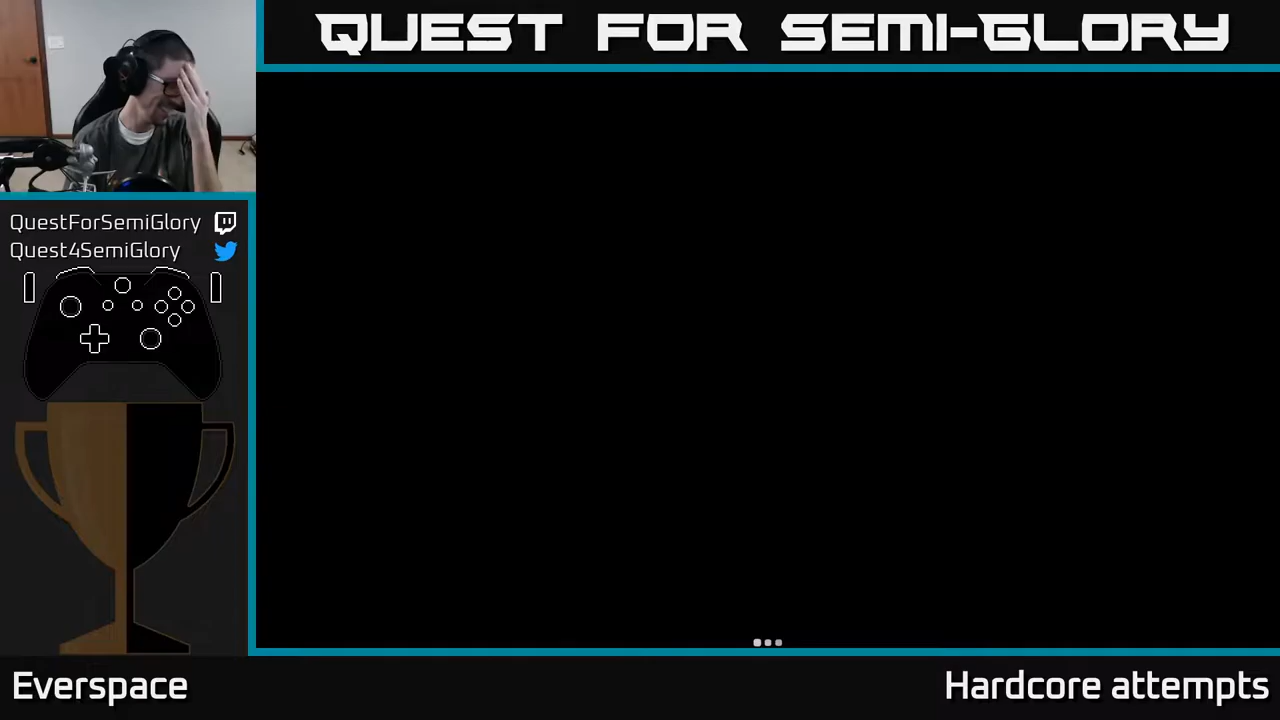 QUEST FOR SEMI-GLORY
QuestForSemiGlory
Quest4SemiGlory
Everspace
Hardcore attempts